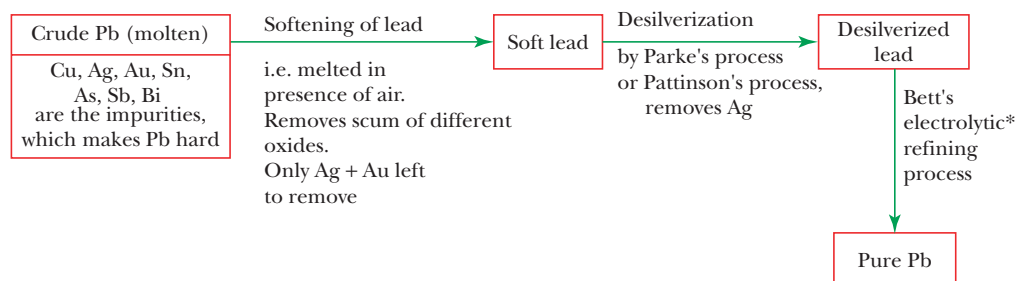 Crude Pb (molten)
Cu, Ag, Au, Sn,
As, Sb, Bi
are the impurities,
which makes Pb hard
Softening of lead
i.e. melted in
presence of air.
Removes scum of different
oxides.
Only Ag + Au left
to remove
Soft lead
Desilverization
by Parke's process
or Pattinson's process,
removes Ag
Desilverized
lead
Bett's
electrolytic*
refining
process
Pure Pb